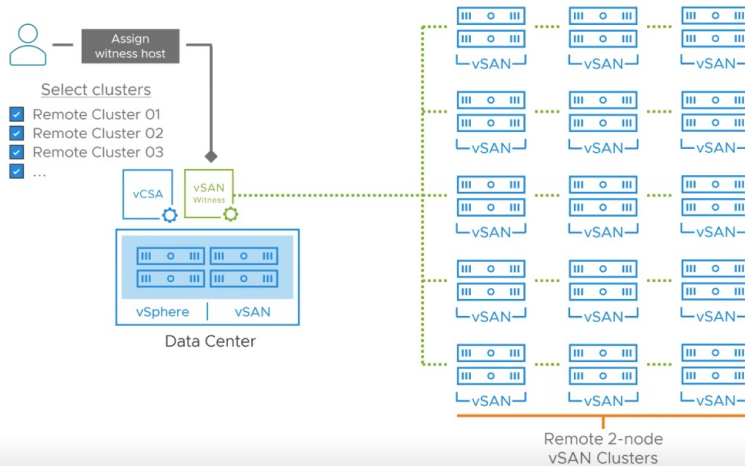 Assign
witness host
Select clusters
Remote Cluster 01
Remote Cluster 02
Remote Cluster 03
...
vCSA
vSAN
Witness
vSphere | vSAN
Data Center
vSAN vSAN vSAN
vSAN vSAN vSAN
vSAN vSAN vSAN
vSAN vSAN vSAN
vSAN vSAN vSAN
Remote 2-node
vSAN Clusters